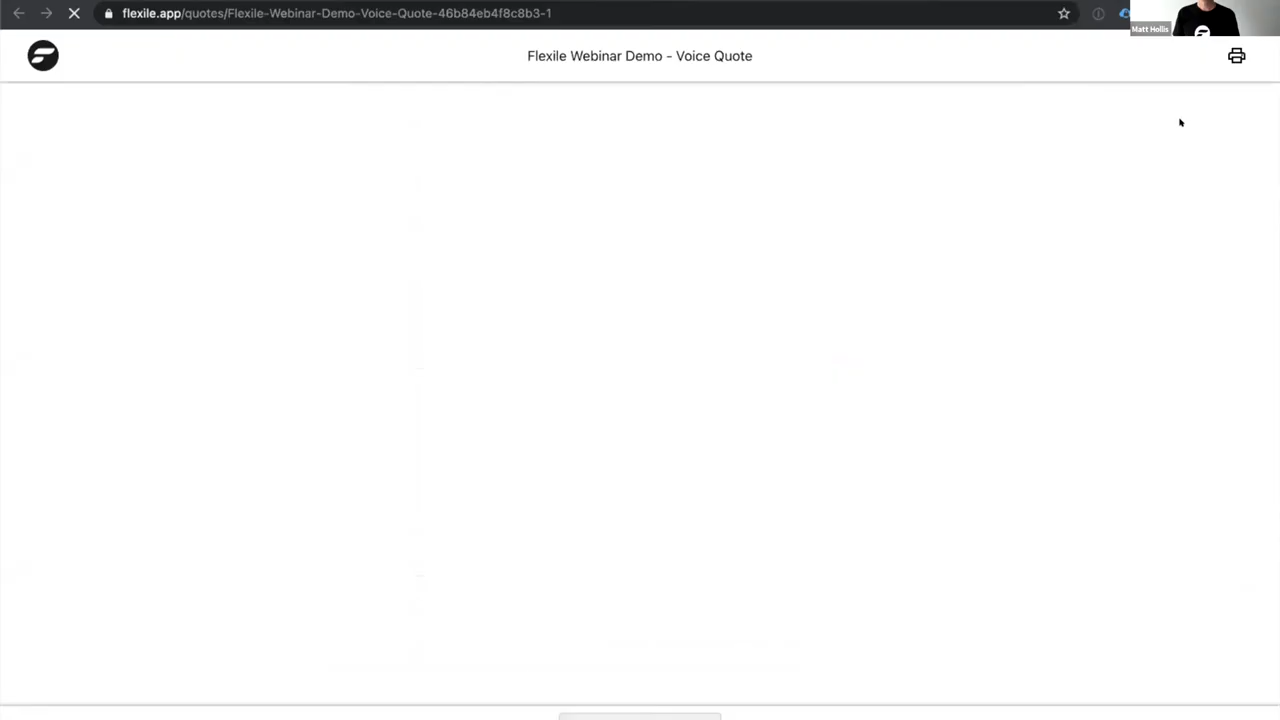 flexile.app/quotes/Flexile-Webinar-Demo-Voice-Quote-46b84eb4f8c8b3-1
Matt Hollis
Flexile Webinar Demo - Voice Quote